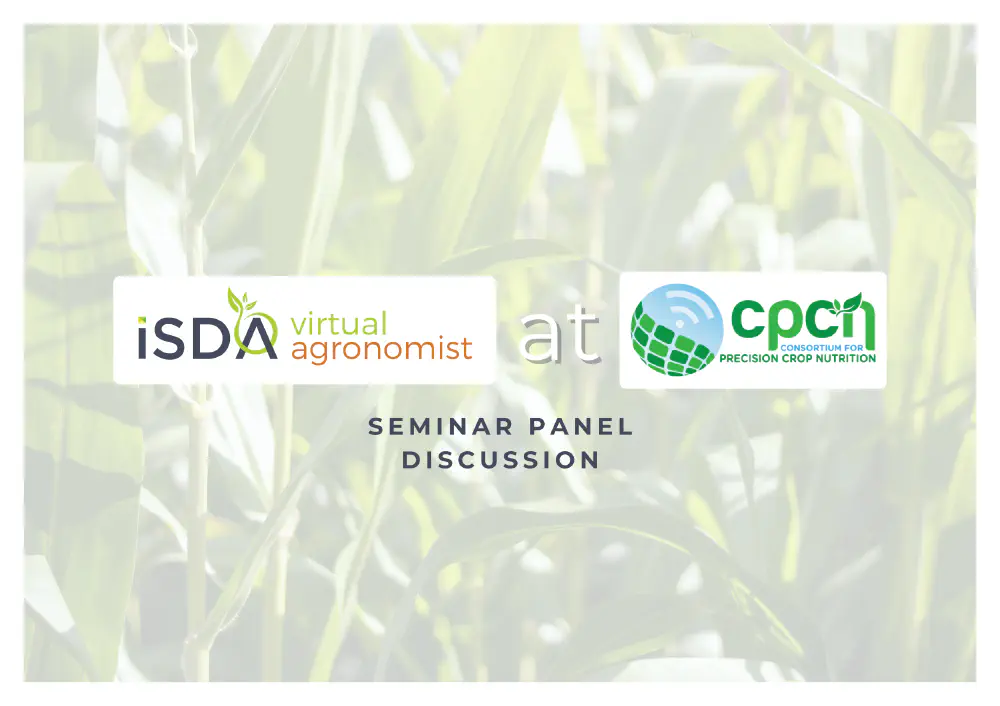 iSDA virtual
agronomist
at
cpcn
CONSORTIUM FOR
PRECISION CROP NUTRITION
SEMINAR PANEL
DISCUSSION